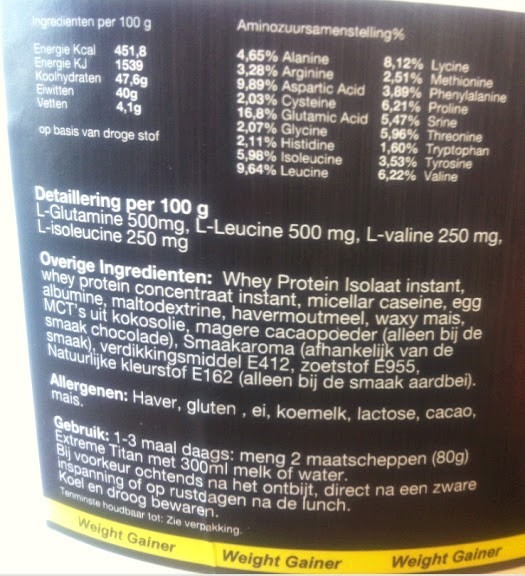 Ingredienten per 100 g
Energie Kcal 451,8
Energie KJ 1539
Koolhydraten 47,6g
Eiwitten 40g
Vetten 4,1g
op basis van droge stof
Aminozuursamenstelling%
4,65% Alanine
3,28% Arginine
9,89% Aspartic Acid
2,03% Cysteine
16,8% Glutamic Acid
2,07% Glycine
2,11% Histidine
5,98% Isoleucine
9,64% Leucine
8,12% Lycine
2,51% Methionine
3,89% Phenylalanine
6,21% Proline
5,47% Srine
5,96% Threonine
1,60% Tryptophan
3,53% Tyrosine
6,22% Valine
Detaillering per 100 g
L-Glutamine 500mg, L-Leucine 500 mg, L-valine 250 mg,
L-isoleucine 250 mg
Overige Ingredienten: Whey Protein Isolaat instant,
whey protein concentraat instant, micellar caseine, egg
albumine, maltodextrine, havermoutmeel, waxy mais,
MCT's uit kokosolie, magere cacaopoeder (alleen bij de
smaak chocolade), Smaakaroma (afhankelijk van de
smaak), verdikkingsmiddel E412, zoetstof E955,
Natuurlijke kleurstof E162 (alleen bij de smaak aardbei).
Allergenen: Haver, gluten , ei, koemelk, lactose, cacao,
mais.
Gebruik: 1-3 maal daags: meng 2 maatscheppen (80g)
Extreme Titan met 300ml melk of water.
Bij voorkeur ochtends na het ontbijt, direct na een zware
inspanning of op rustdagen na de lunch.
Koel en droog bewaren.
Tenminste houdbaar tot: Zie verpakking.
Weight Gainer Weight Gainer Weight Gainer